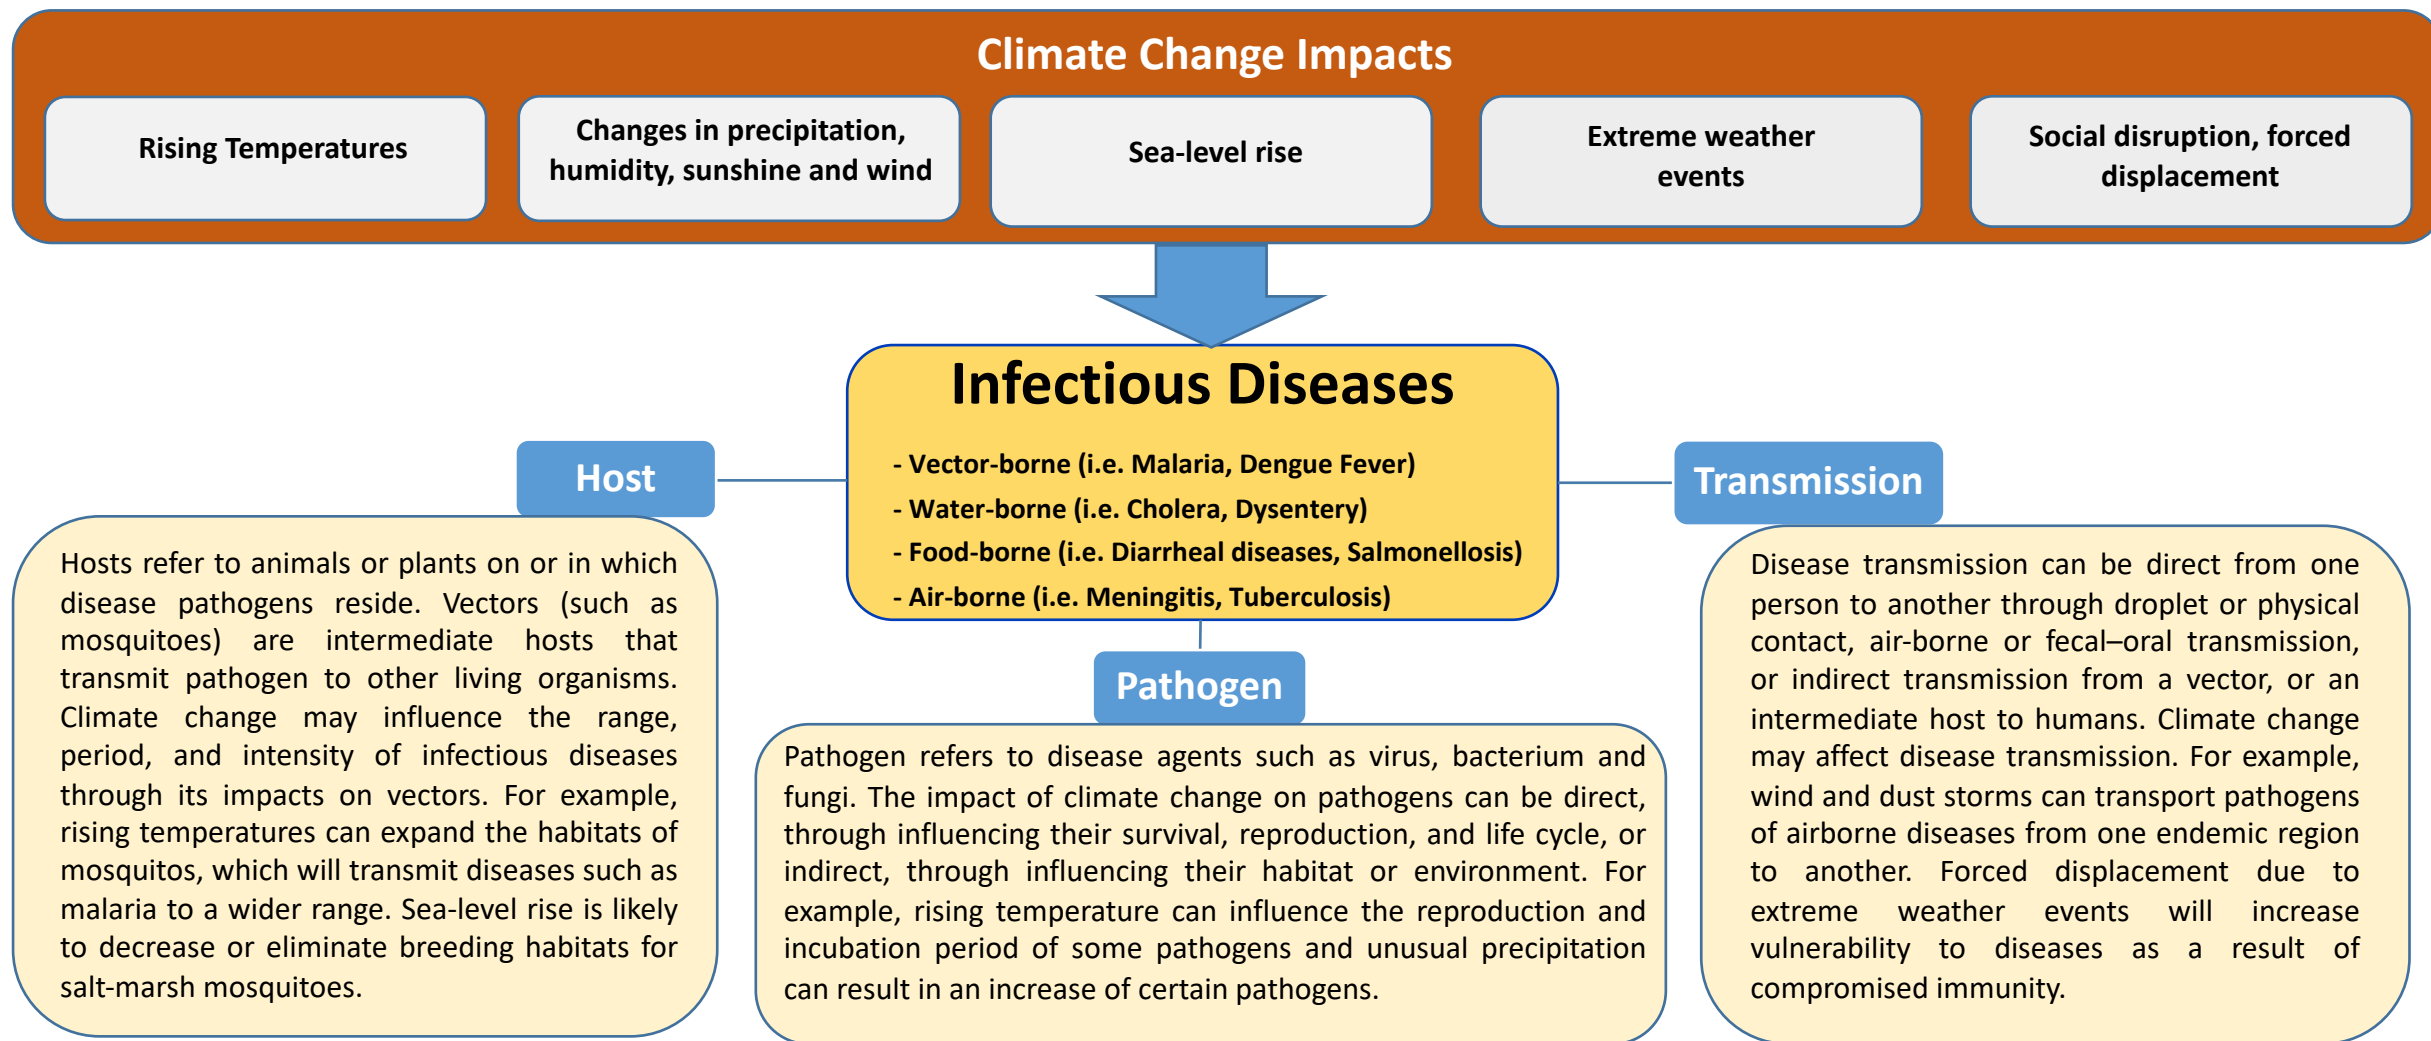 Climate Change Impacts
Rising Temperatures
Changes in precipitation,
humidity, sunshine and wind
Sea-level rise
Extreme weather
events
Social disruption, forced
displacement
Infectious Diseases
- Vector-borne (i.e. Malaria, Dengue Fever)
- Water-borne (i.e. Cholera, Dysentery)
- Food-borne (i.e. Diarrheal diseases, Salmonellosis)
- Air-borne (i.e. Meningitis, Tuberculosis)
Host
Hosts refer to animals or plants on or in which
disease pathogens reside. Vectors (such as
mosquitoes) are intermediate hosts that
transmit pathogen to other living organisms.
Climate change may influence the range,
period, and intensity of infectious diseases
through its impacts on vectors. For example,
rising temperatures can expand the habitats of
mosquitos, which will transmit diseases such as
malaria to a wider range. Sea-level rise is likely
to decrease or eliminate breeding habitats for
salt-marsh mosquitoes.
Pathogen
Pathogen refers to disease agents such as virus, bacterium and
fungi. The impact of climate change on pathogens can be direct,
through influencing their survival, reproduction, and life cycle, or
indirect, through influencing their habitat or environment. For
example, rising temperature can influence the reproduction and
incubation period of some pathogens and unusual precipitation
can result in an increase of certain pathogens.
Transmission
Disease transmission can be direct from one
person to another through droplet or physical
contact, air-borne or fecal–oral transmission,
or indirect transmission from a vector, or an
intermediate host to humans. Climate change
may affect disease transmission. For example,
wind and dust storms can transport pathogens
of airborne diseases from one endemic region
to another. Forced displacement due to
extreme weather events will increase
vulnerability to diseases as a result of
compromised immunity.